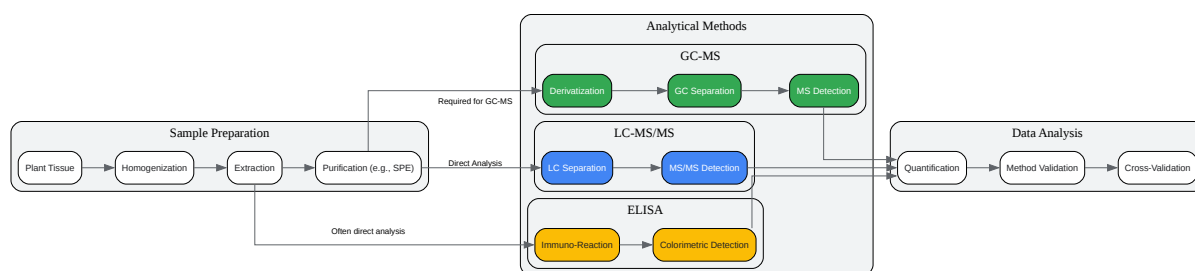 Analytical Methods
GC-MS
Derivatization
GC Separation
MS Detection
Required for GC-MS
Sample Preparation
Plant Tissue
Homogenization
Extraction
Purification (e.g., SPE)
Direct Analysis
LC-MS/MS
LC Separation
MS/MS Detection
Data Analysis
Quantification
Method Validation
Cross-Validation
Often direct analysis
ELISA
Immuno-Reaction
Colorimetric Detection